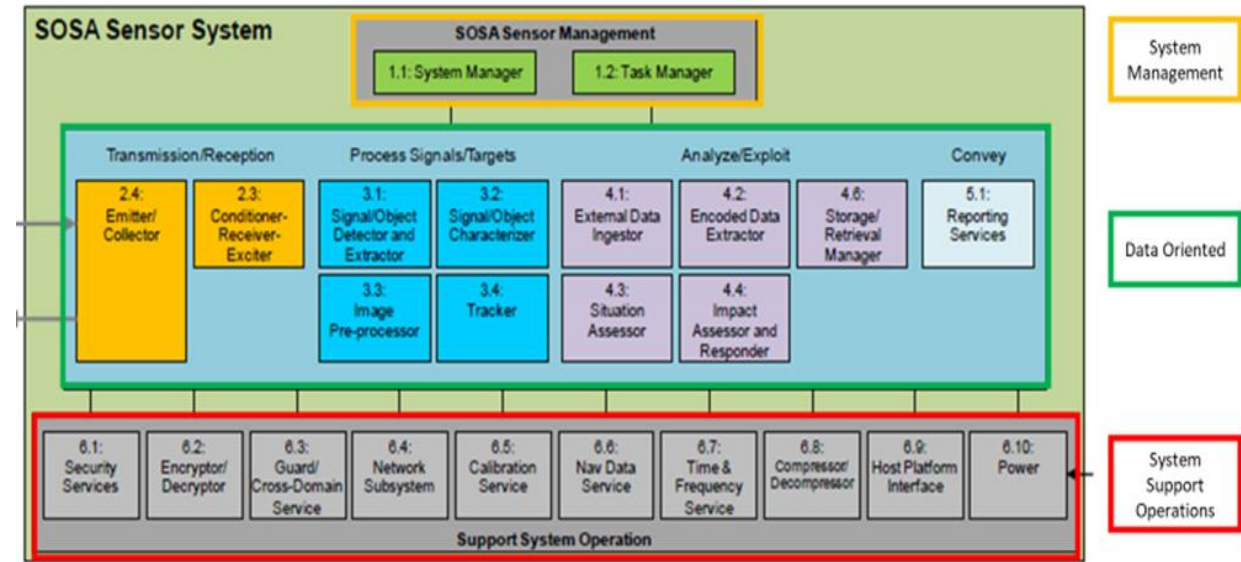 SOSA Sensor System
SOSA Sensor Management
1.1: System Manager
1.2: Task Manager
System
Management
Transmission/Reception
Process Signals/Targets
Analyze/Exploit
Convey
2.4:
Emitter/
Collector
2.3:
Conditioner-
Receiver-
Exciter
3.1:
Signal/Object
Detector and
Extractor
3.2:
Signal/Object
Characterizer
4.1:
External Data
Ingestor
4.2:
Encoded Data
Extractor
4.6:
Storage/
Retrieval
Manager
5.1:
Reporting
Services
3.3:
Image
Pre-processor
3.4:
Tracker
4.3:
Situation
Assessor
4.4:
Impact
Assessor and
Responder
Data Oriented
6.1:
Security
Services
6.2:
Encryptor/
Decryptor
6.3:
Guard/
Cross-Domain
Service
6.4:
Network
Subsystem
6.5:
Calibration
Service
6.6:
Nav Data
Service
6.7:
Time &
Frequency
Service
6.8:
Compressor/
Decompressor
6.9:
Host Platform
Interface
6.10:
Power
Support System Operation
System
Support
Operations